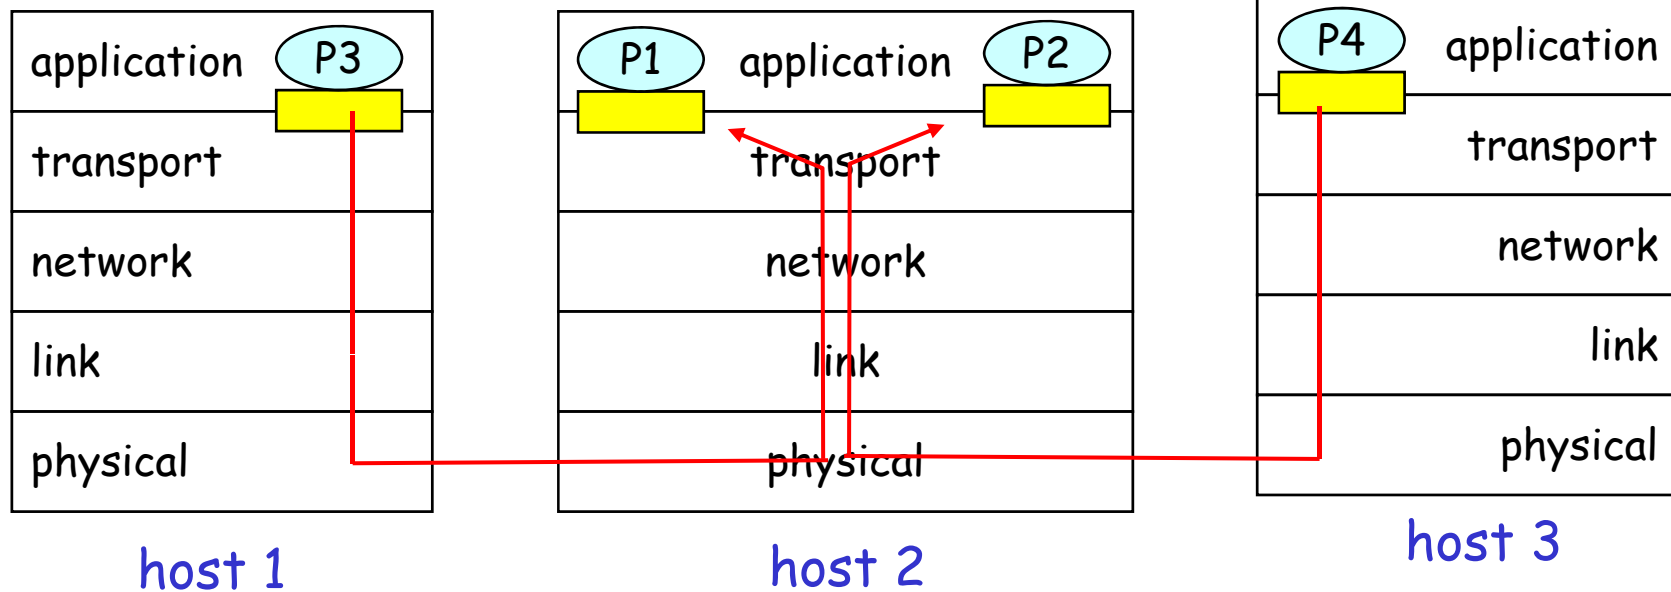 application P3
transport
network
link
physical
host 1
P1 application P2
transport
network
link
physical
host 2
P4 application
transport
network
link
physical
host 3